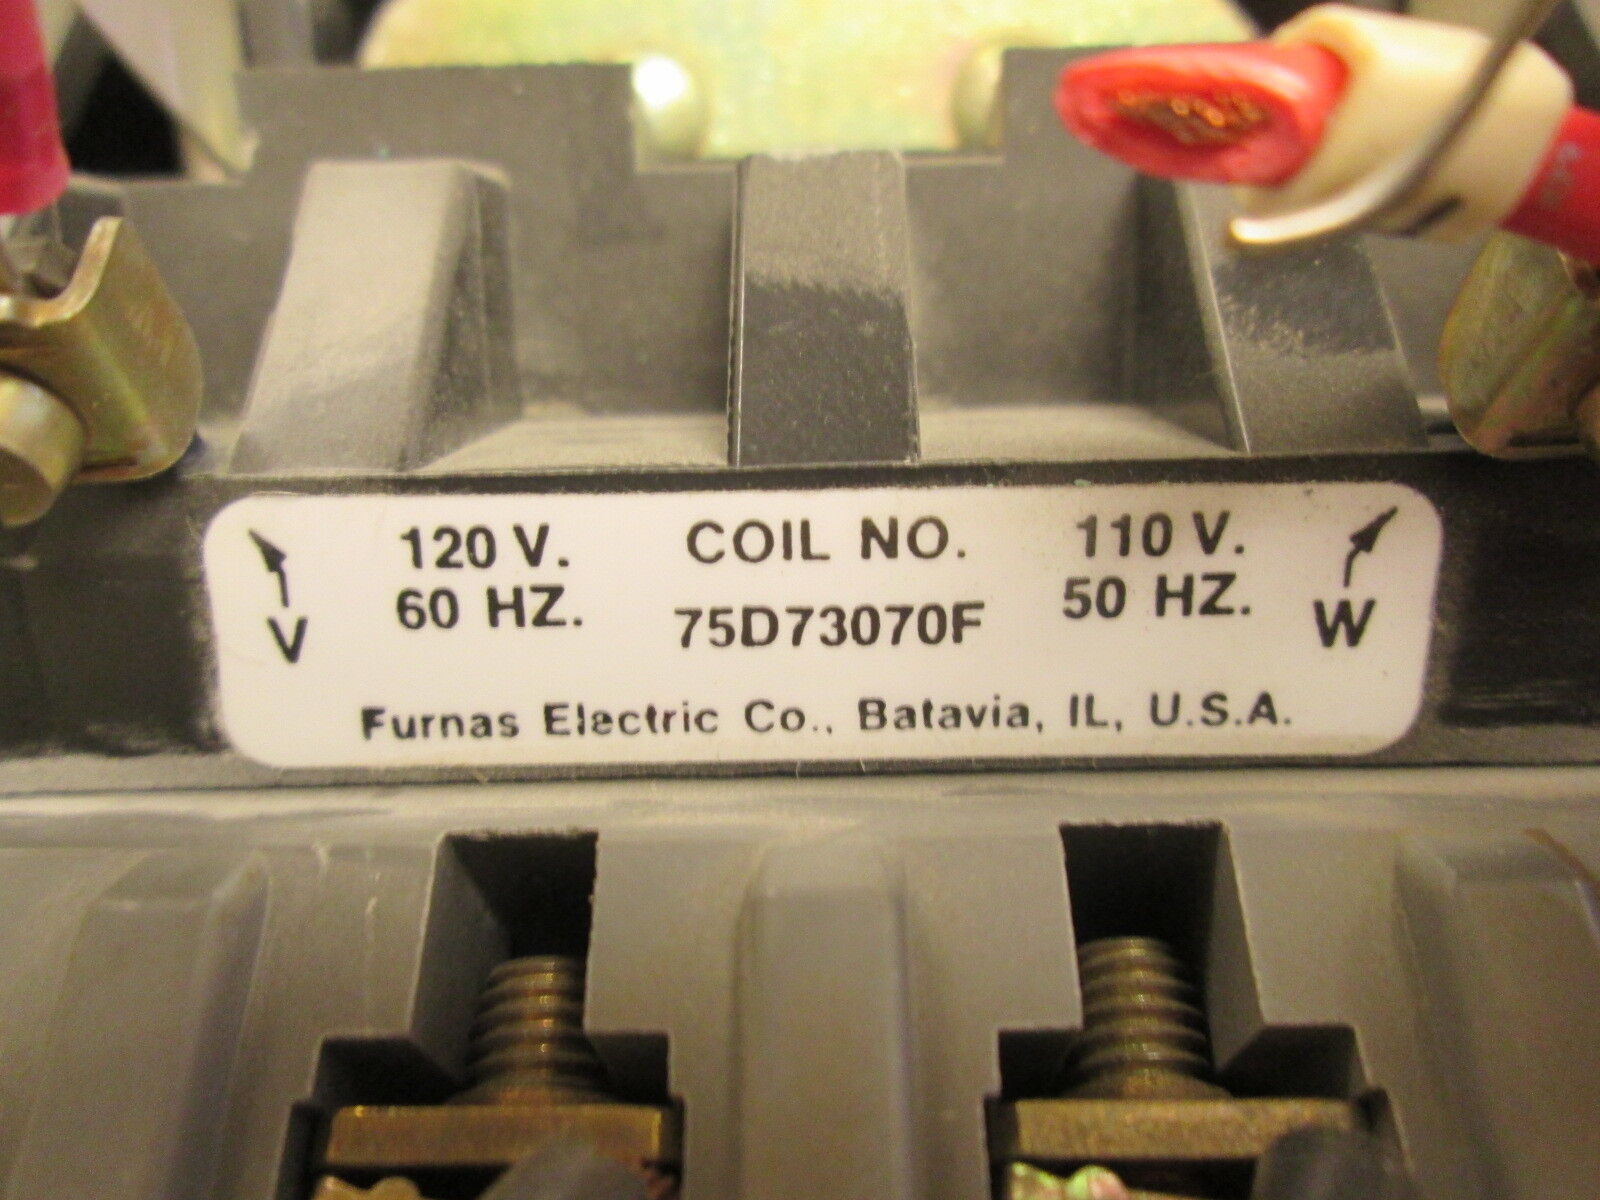 120 V. COIL NO. 110 V.
60 HZ. 75D73070F 50 HZ.
V W
Furnas Electric Co., Batavia, IL, U.S.A.